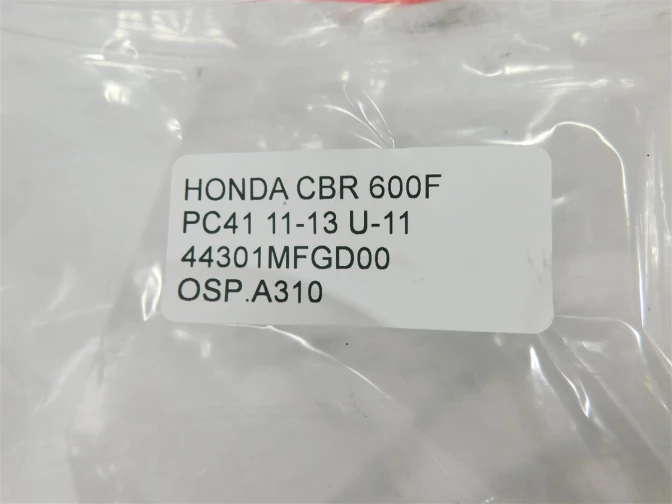 HONDA CBR 600F
PC41 11-13 U-11
44301MFGD00
OSP.A310